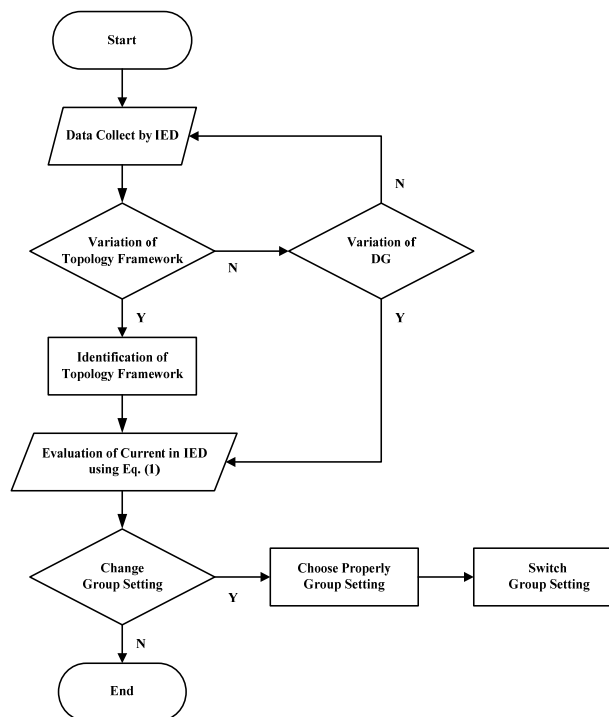 Start
Data Collect by IED
N
Variation of
Topology Framework
N
Variation of
DG
Y
Y
Identification of
Topology Framework
Evaluation of Current in IED
using Eq. (1)
Change
Group Setting
Y
Choose Properly
Group Setting
Switch
Group Setting
N
End